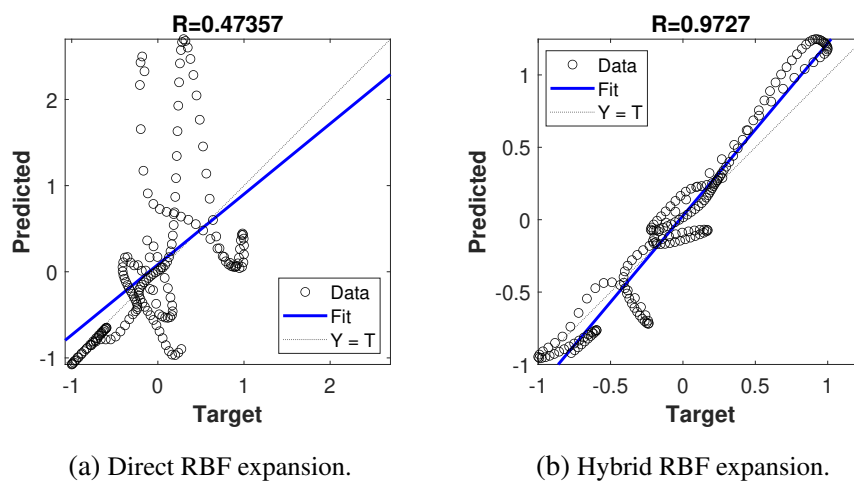 R=0.47357
2
1
0
-1
-1
0
1
2
Predicted
Target
Data
Fit
Y = T
(a) Direct RBF expansion.
R=0.9727
1
0.5
0
-0.5
-1
-1
-0.5
0
0.5
1
Predicted
Target
Data
Fit
Y = T
(b) Hybrid RBF expansion.